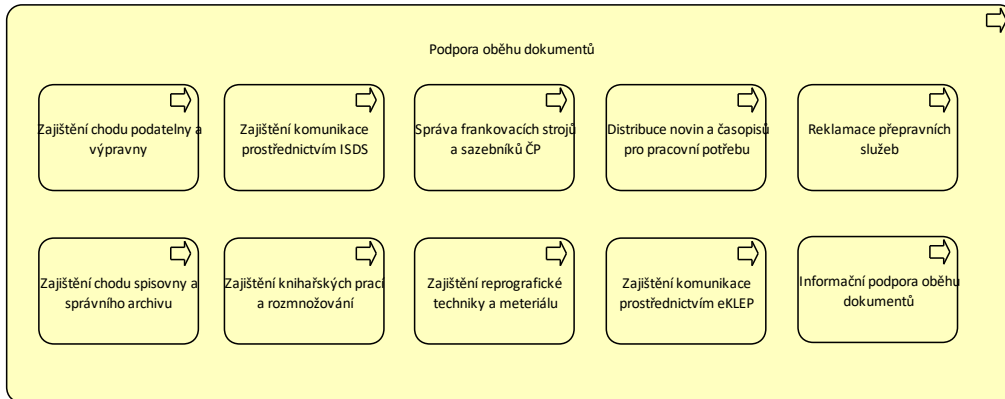 Podpora oběhu dokumentů
Zajištění chodu podatelny a
výpravny
Zajištění komunikace
prostřednictvím ISDS
Správa frankovacích strojů
a sazebníků ČP
Distribuce novin a časopisů
pro pracovní potřebu
Reklamace přepravních
služeb
Zajištění chodu spisovny a
správního archivu
Zajištění knihařských prací
a rozmnožování
Zajištění reprografické
techniky a meteriálu
Zajištění komunikace
prostřednictvím eKLEP
Informační podpora oběhu
dokumentů